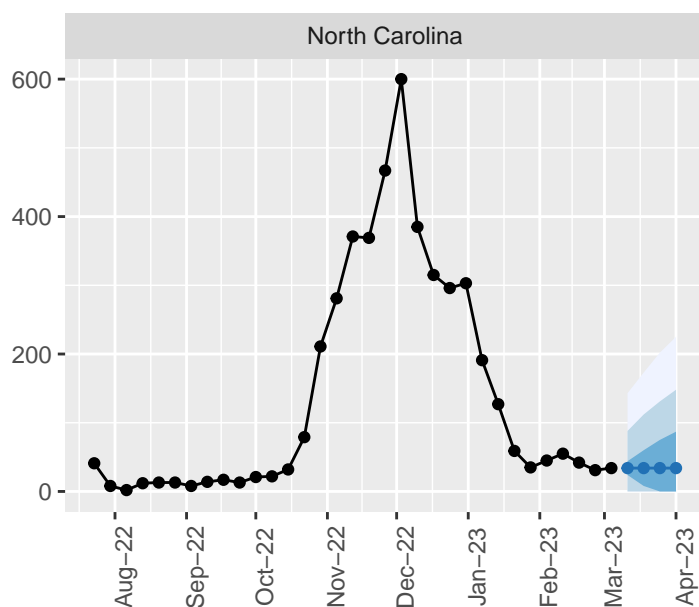 North Carolina
600
400
200
0
Aug−22
Sep−22
Oct−22
Nov−22
Dec−22
Jan−23
Feb−23
Mar−23
Apr−23